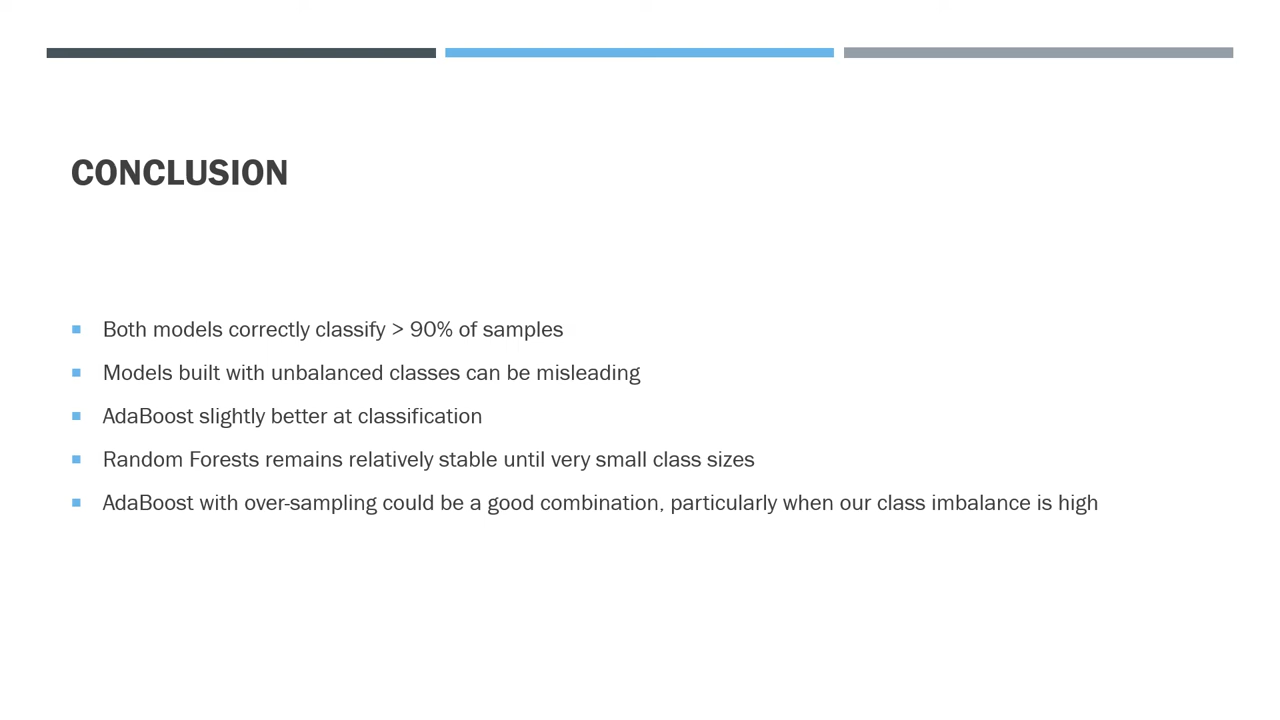 CONCLUSION
Both models correctly classify > 90% of samples
Models built with unbalanced classes can be misleading
AdaBoost slightly better at classification
Random Forests remains relatively stable until very small class sizes
AdaBoost with over-sampling could be a good combination, particularly when our class imbalance is high